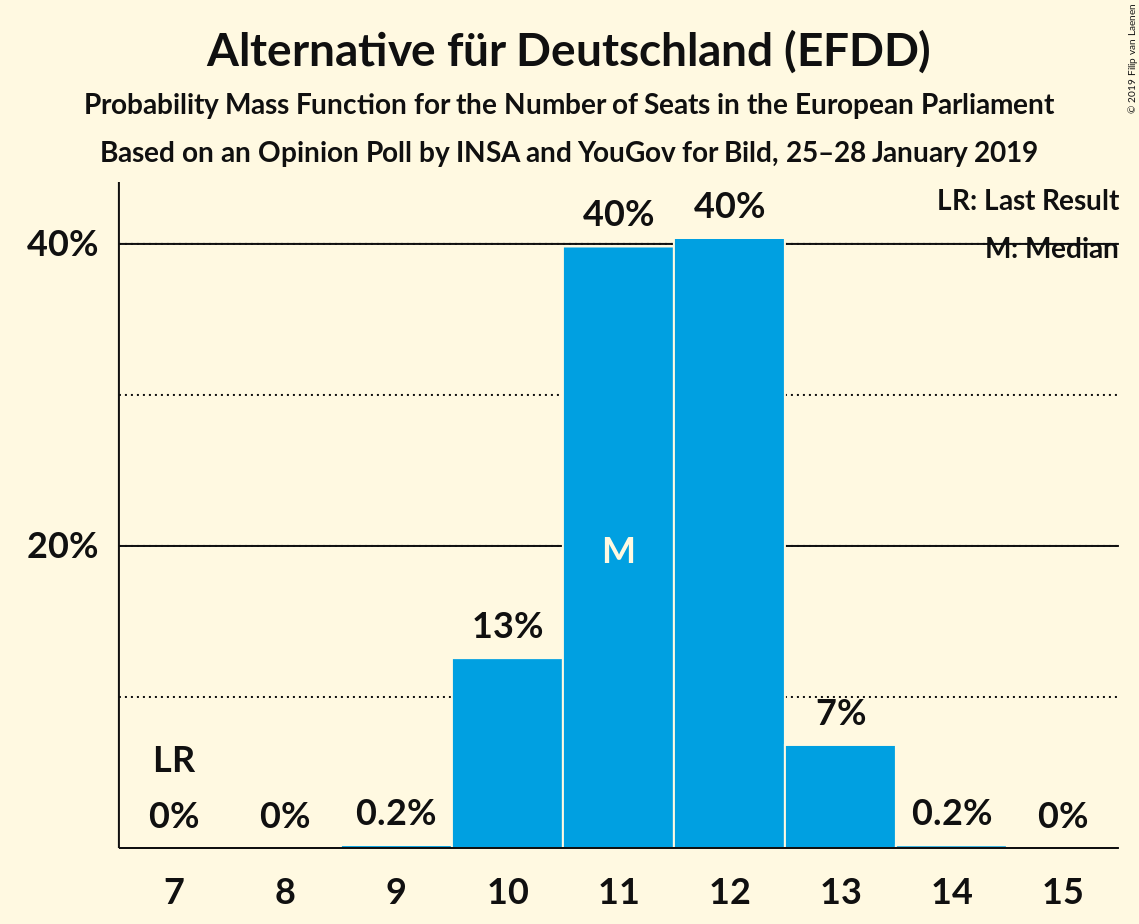 Alternative für Deutschland (EFDD)
Probability Mass Function for the Number of Seats in the European Parliament
Based on an Opinion Poll by INSA and YouGov for Bild, 25–28 January 2019
© 2019 Filip van Laenen
LR: Last Result
M: Median
40%
20%
LR
0%
0%
0.2%
13%
40%
M
40%
7%
0.2%
0%
7 8 9 10 11 12 13 14 15